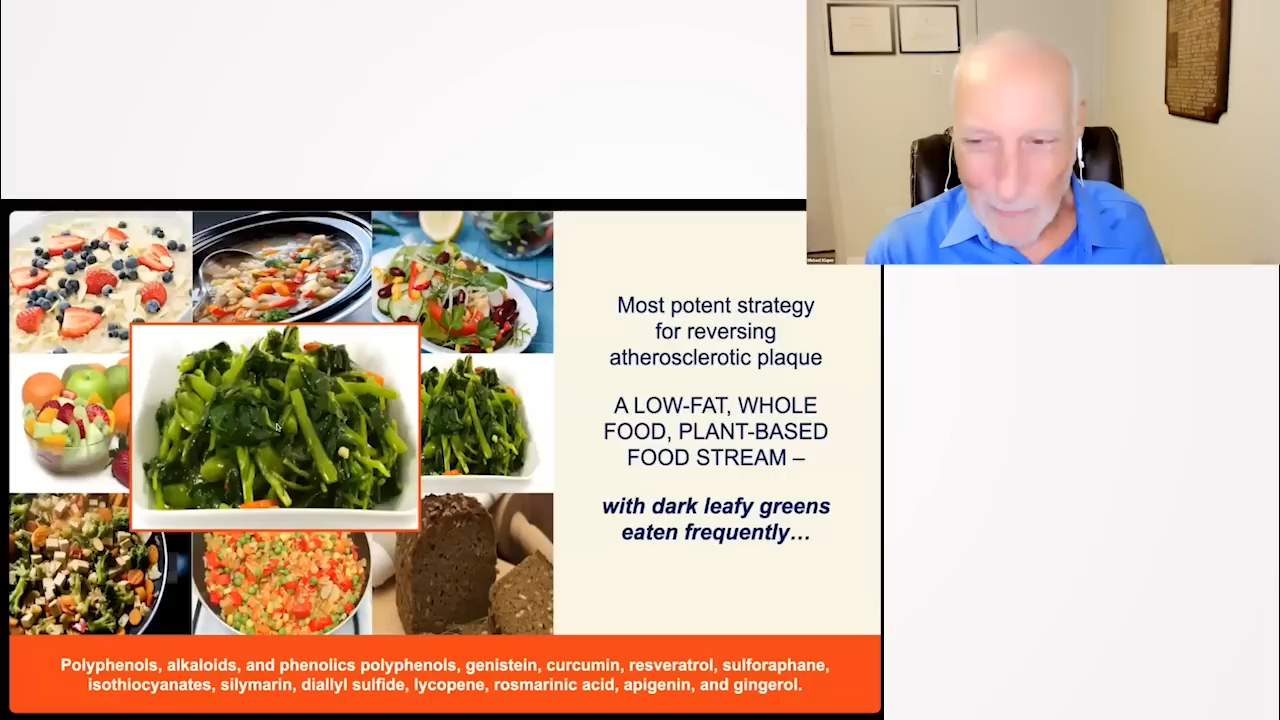 Michael Klaper
Most potent strategy
for reversing
atherosclerotic plaque
A LOW-FAT, WHOLE
FOOD, PLANT-BASED
FOOD STREAM –
with dark leafy greens
eaten frequently...
Polyphenols, alkaloids, and phenolics polyphenols, genistein, curcumin, resveratrol, sulforaphane,
isothiocyanates, silymarin, diallyl sulfide, lycopene, rosmarinic acid, apigenin, and gingerol.